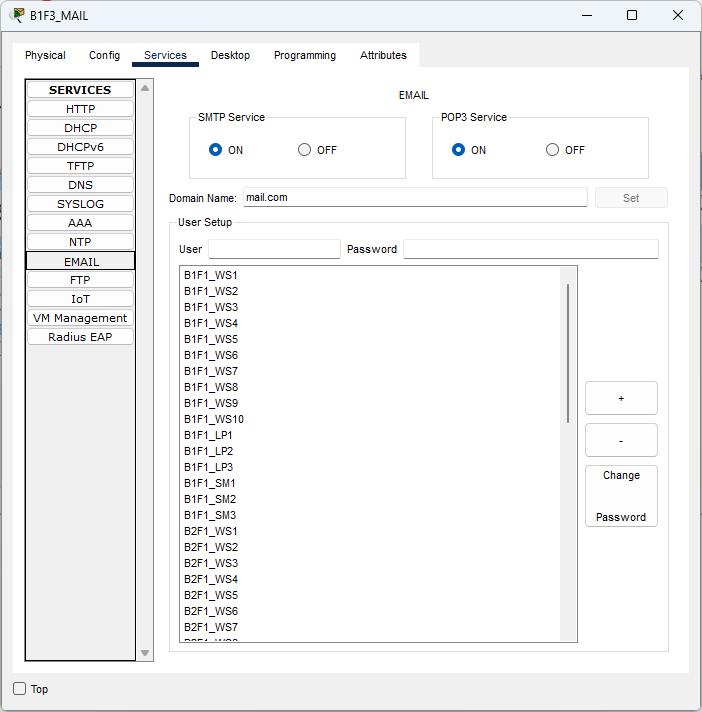 B1F3_MAIL
Physical Config Services Desktop Programming Attributes
SERVICES
HTTP
DHCP
DHCPv6
TFTP
DNS
SYSLOG
AAA
NTP
EMAIL
FTP
IoT
VM Management
Radius EAP
EMAIL
SMTP Service
ON OFF
POP3 Service
ON OFF
Domain Name: mail.com Set
User Setup
User Password
B1F1_WS1
B1F1_WS2
B1F1_WS3
B1F1_WS4
B1F1_WS5
B1F1_WS6
B1F1_WS7
B1F1_WS8
B1F1_WS9
B1F1_WS10
B1F1_LP1
B1F1_LP2
B1F1_LP3
B1F1_SM1
B1F1_SM2
B1F1_SM3
B2F1_WS1
B2F1_WS2
B2F1_WS3
B2F1_WS4
B2F1_WS5
B2F1_WS6
B2F1_WS7
+
-
Change
Password
Top